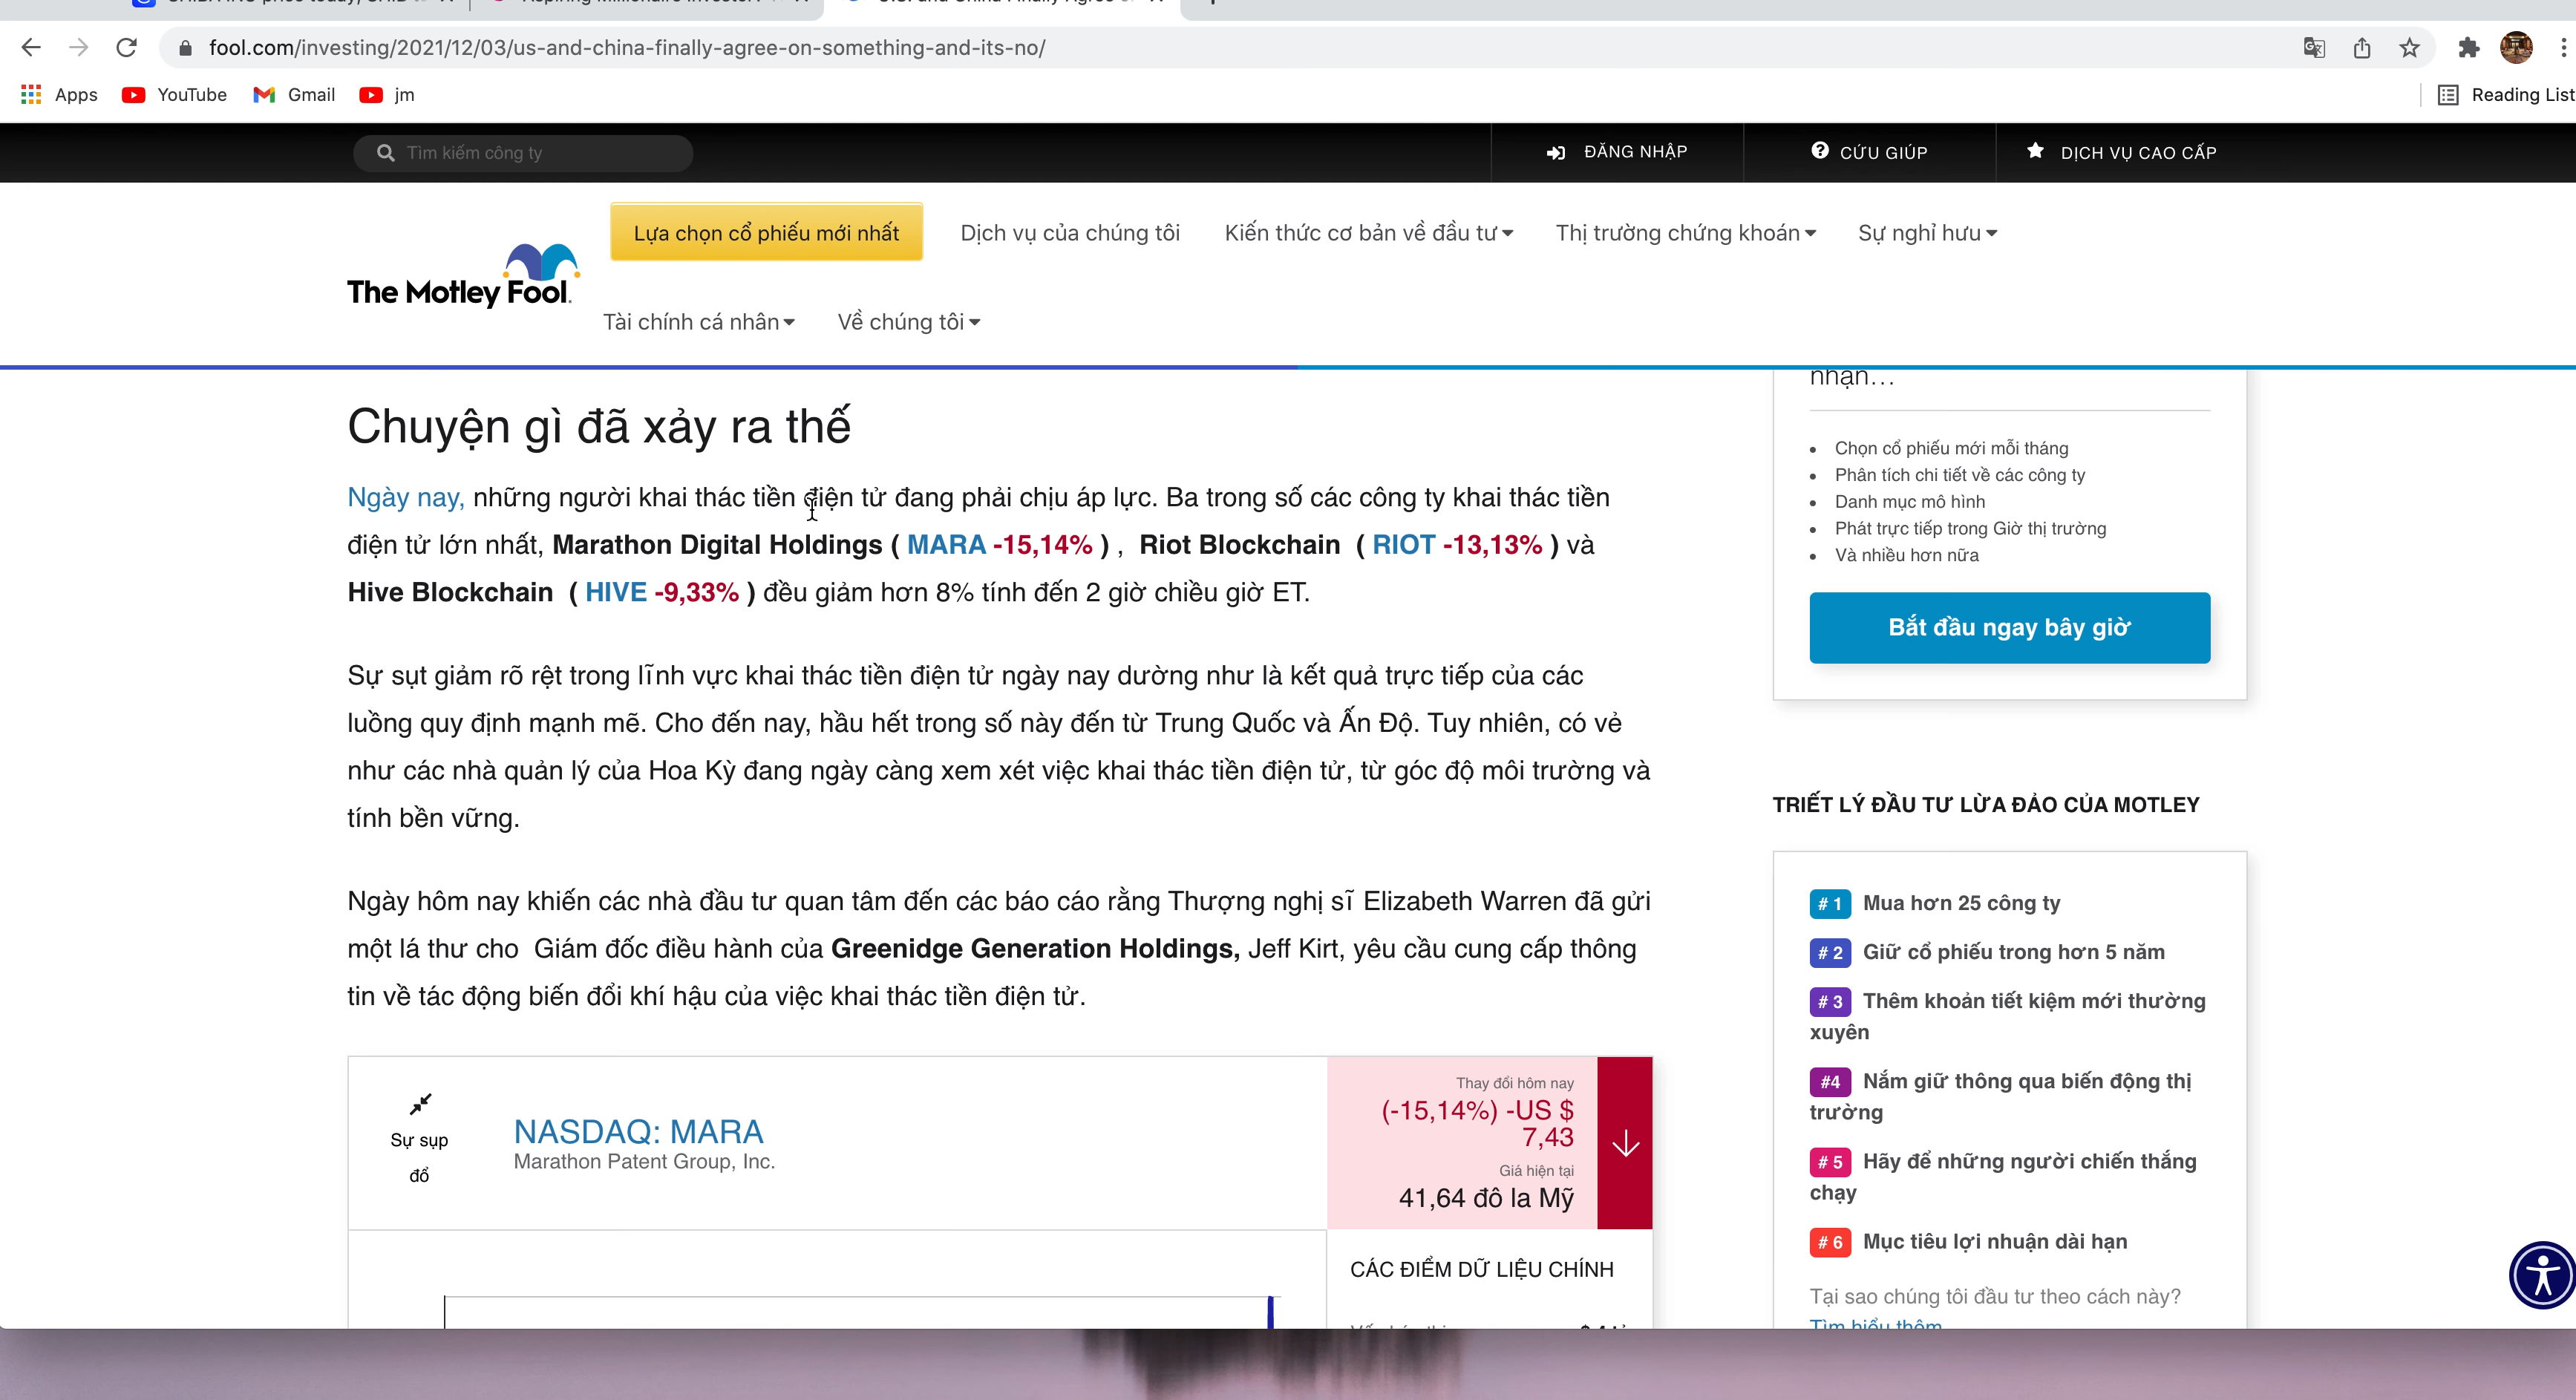 fool.com/investing/2021/12/03/us-and-china-finally-agree-on-something-and-its-no/
Apps YouTube Gmail jm Reading List
Tìm kiếm công ty ĐĂNG NHẬP CỨU GIÚP DỊCH VỤ CAO CẤP
The Motley Fool.
Lựa chọn cổ phiếu mới nhất Dịch vụ của chúng tôi Kiến thức cơ bản về đầu tư Thị trường chứng khoán Sự nghỉ hưu
Tài chính cá nhân Về chúng tôi
Chuyện gì đã xảy ra thế
Ngày nay, những người khai thác tiền điện tử đang phải chịu áp lực. Ba trong số các công ty khai thác tiền
điện tử lớn nhất, Marathon Digital Holdings ( MARA -15,14% ) , Riot Blockchain ( RIOT -13,13% ) và
Hive Blockchain ( HIVE -9,33% ) đều giảm hơn 8% tính đến 2 giờ chiều giờ ET.
Sự sụt giảm rõ rệt trong lĩnh vực khai thác tiền điện tử ngày nay dường như là kết quả trực tiếp của các
luồng quy định mạnh mẽ. Cho đến nay, hầu hết trong số này đến từ Trung Quốc và Ấn Độ. Tuy nhiên, có vẻ
như các nhà quản lý của Hoa Kỳ đang ngày càng xem xét việc khai thác tiền điện tử, từ góc độ môi trường và
tính bền vững.
Ngày hôm nay khiến các nhà đầu tư quan tâm đến các báo cáo rằng Thượng nghị sĩ Elizabeth Warren đã gửi
một lá thư cho Giám đốc điều hành của Greenidge Generation Holdings, Jeff Kirt, yêu cầu cung cấp thông
tin về tác động biến đổi khí hậu của việc khai thác tiền điện tử.
Sự sụp
đổ
NASDAQ: MARA
Marathon Patent Group, Inc.
Thay đổi hôm nay
(-15,14%) -US $
7,43
Giá hiện tại
41,64 đô la Mỹ
CÁC ĐIỂM DỮ LIỆU CHÍNH
nhận…
Chọn cổ phiếu mới mỗi tháng
Phân tích chi tiết về các công ty
Danh mục mô hình
Phát trực tiếp trong Giờ thị trường
Và nhiều hơn nữa
Bắt đầu ngay bây giờ
TRIẾT LÝ ĐẦU TƯ LỪA ĐẢO CỦA MOTLEY
# 1 Mua hơn 25 công ty
# 2 Giữ cổ phiếu trong hơn 5 năm
# 3 Thêm khoản tiết kiệm mới thường
xuyên
#4 Nắm giữ thông qua biến động thị
trường
# 5 Hãy để những người chiến thắng
chạy
# 6 Mục tiêu lợi nhuận dài hạn
Tại sao chúng tôi đầu tư theo cách này?
Tìm hiểu thêm